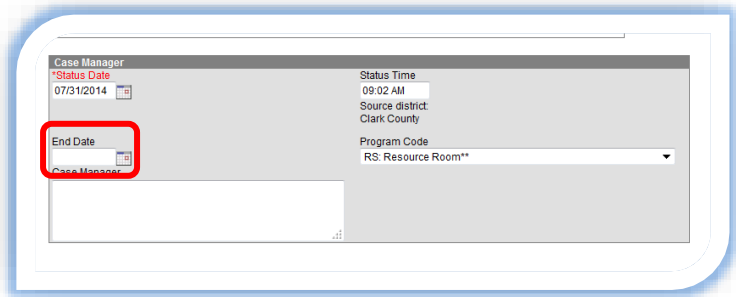 Case Manager
*Status Date
Status Time
07/31/2014
09:02 AM
Source district:
Clark County
End Date
Program Code
RS: Resource Room**
Case Manager